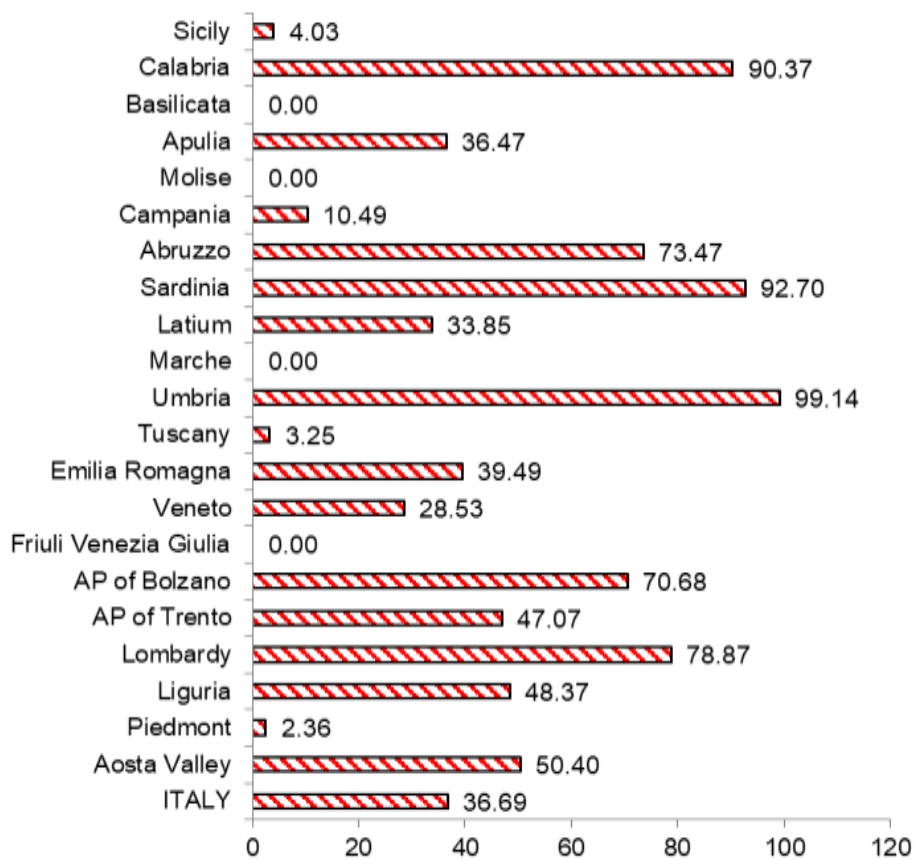 Sicily 4.03
Calabria 90.37
Basilicata 0.00
Apulia 36.47
Molise 0.00
Campania 10.49
Abruzzo 73.47
Sardinia 92.70
Latium 33.85
Marche 0.00
Umbria 99.14
Tuscany 3.25
Emilia Romagna 39.49
Veneto 28.53
Friuli Venezia Giulia 0.00
AP of Bolzano 70.68
AP of Trento 47.07
Lombardy 78.87
Liguria 48.37
Piedmont 2.36
Aosta Valley 50.40
ITALY 36.69
0 20 40 60 80 100 120